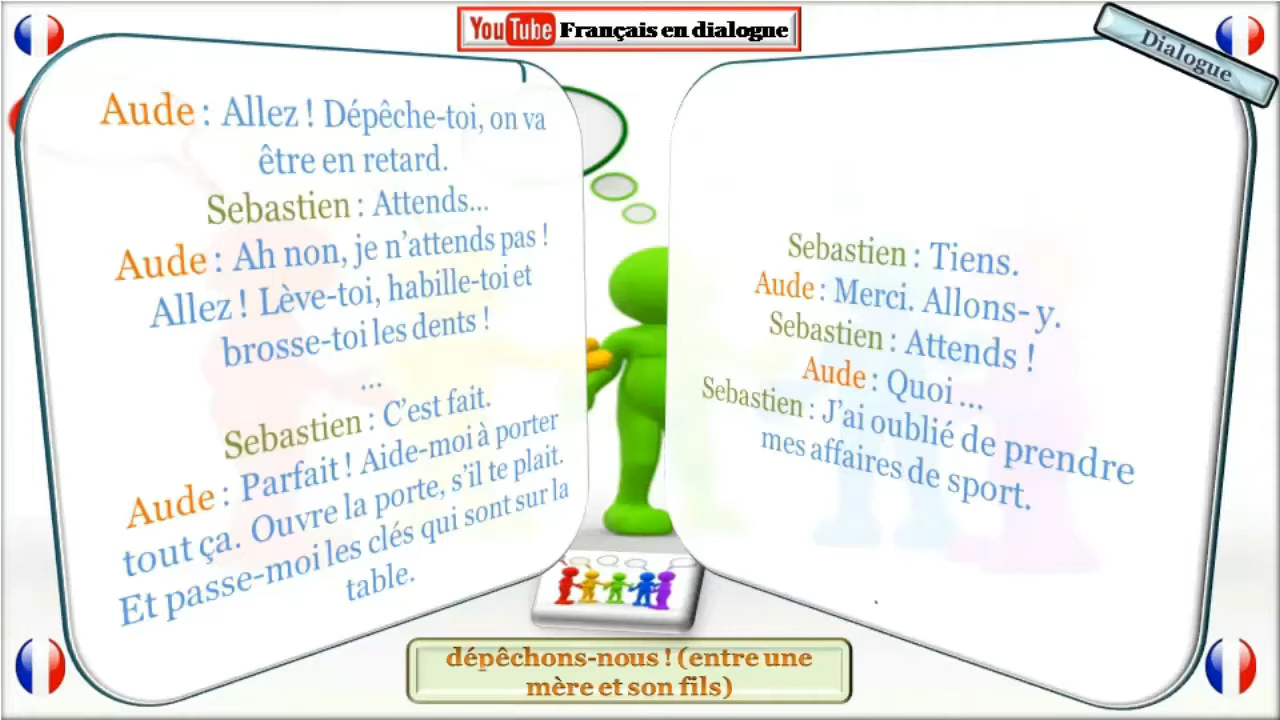 YouTube Français en dialogue
Dialogue
Aude : Allez ! Dépêche-toi, on va
être en retard.
Sebastien : Attends...
Aude : Ah non, je n'attends pas !
Allez ! Lève-toi, habille-toi et
brosse-toi les dents !
...
Sebastien : C'est fait.
Aude : Parfait ! Aide-moi à porter
tout ça. Ouvre la porte, s'il te plait.
Et passe-moi les clés qui sont sur la
table.
Sebastien : Tiens.
Aude : Merci. Allons-y.
Sebastien : Attends !
Aude : Quoi ...
Sebastien : J'ai oublié de prendre
mes affaires de sport.
dépêchons-nous ! (entre une
mère et son fils)